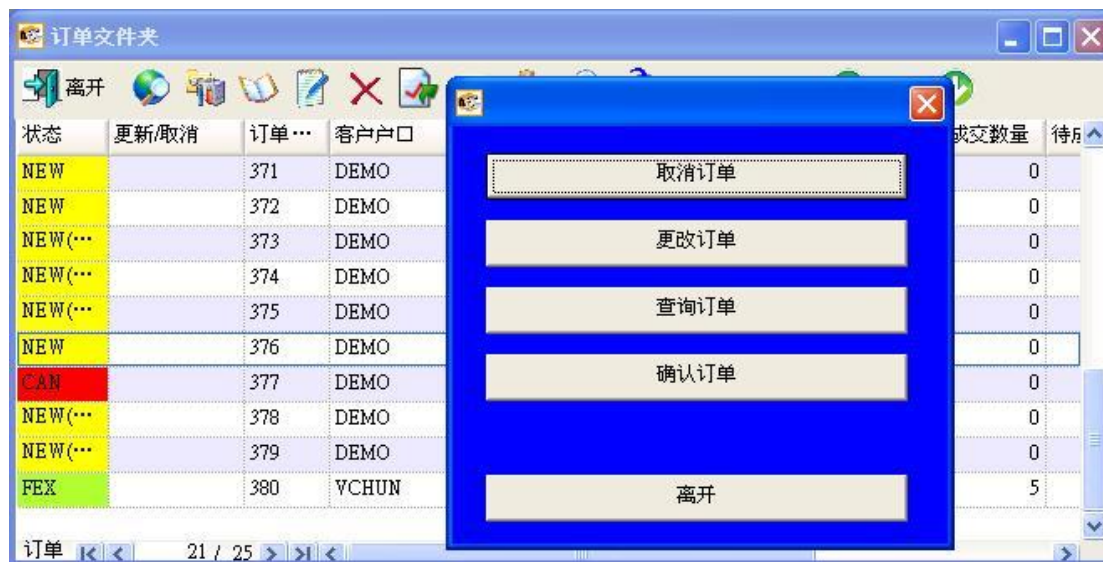 订单文件夹
离开
状态 更新/取消 订单… 客户户口 成交数量
NEW 371 DEMO 0
取消订单
NEW 372 DEMO 0
NEW(… 373 DEMO 0
更改订单
NEW(… 374 DEMO 0
NEW(… 375 DEMO 0
查询订单
NEW 376 DEMO 0
CAN 377 DEMO 0
确认订单
NEW(… 378 DEMO 0
NEW(… 379 DEMO 0
FEX 380 VCHUN 5
离开
订单 21 / 25